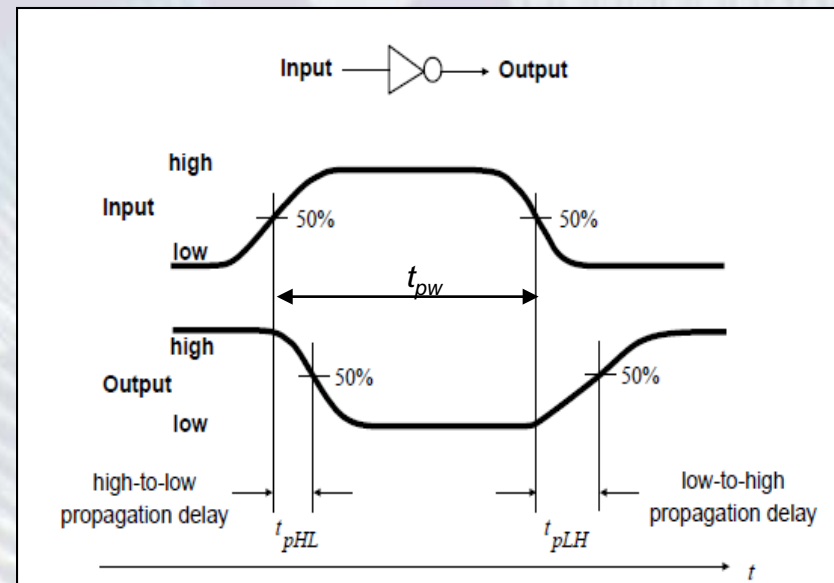 Input Output
high
Input
50% 50%
low
t_pw
high
Output
50% 50%
low
high-to-low
propagation delay
low-to-high
propagation delay
t_pHL t_pLH
t